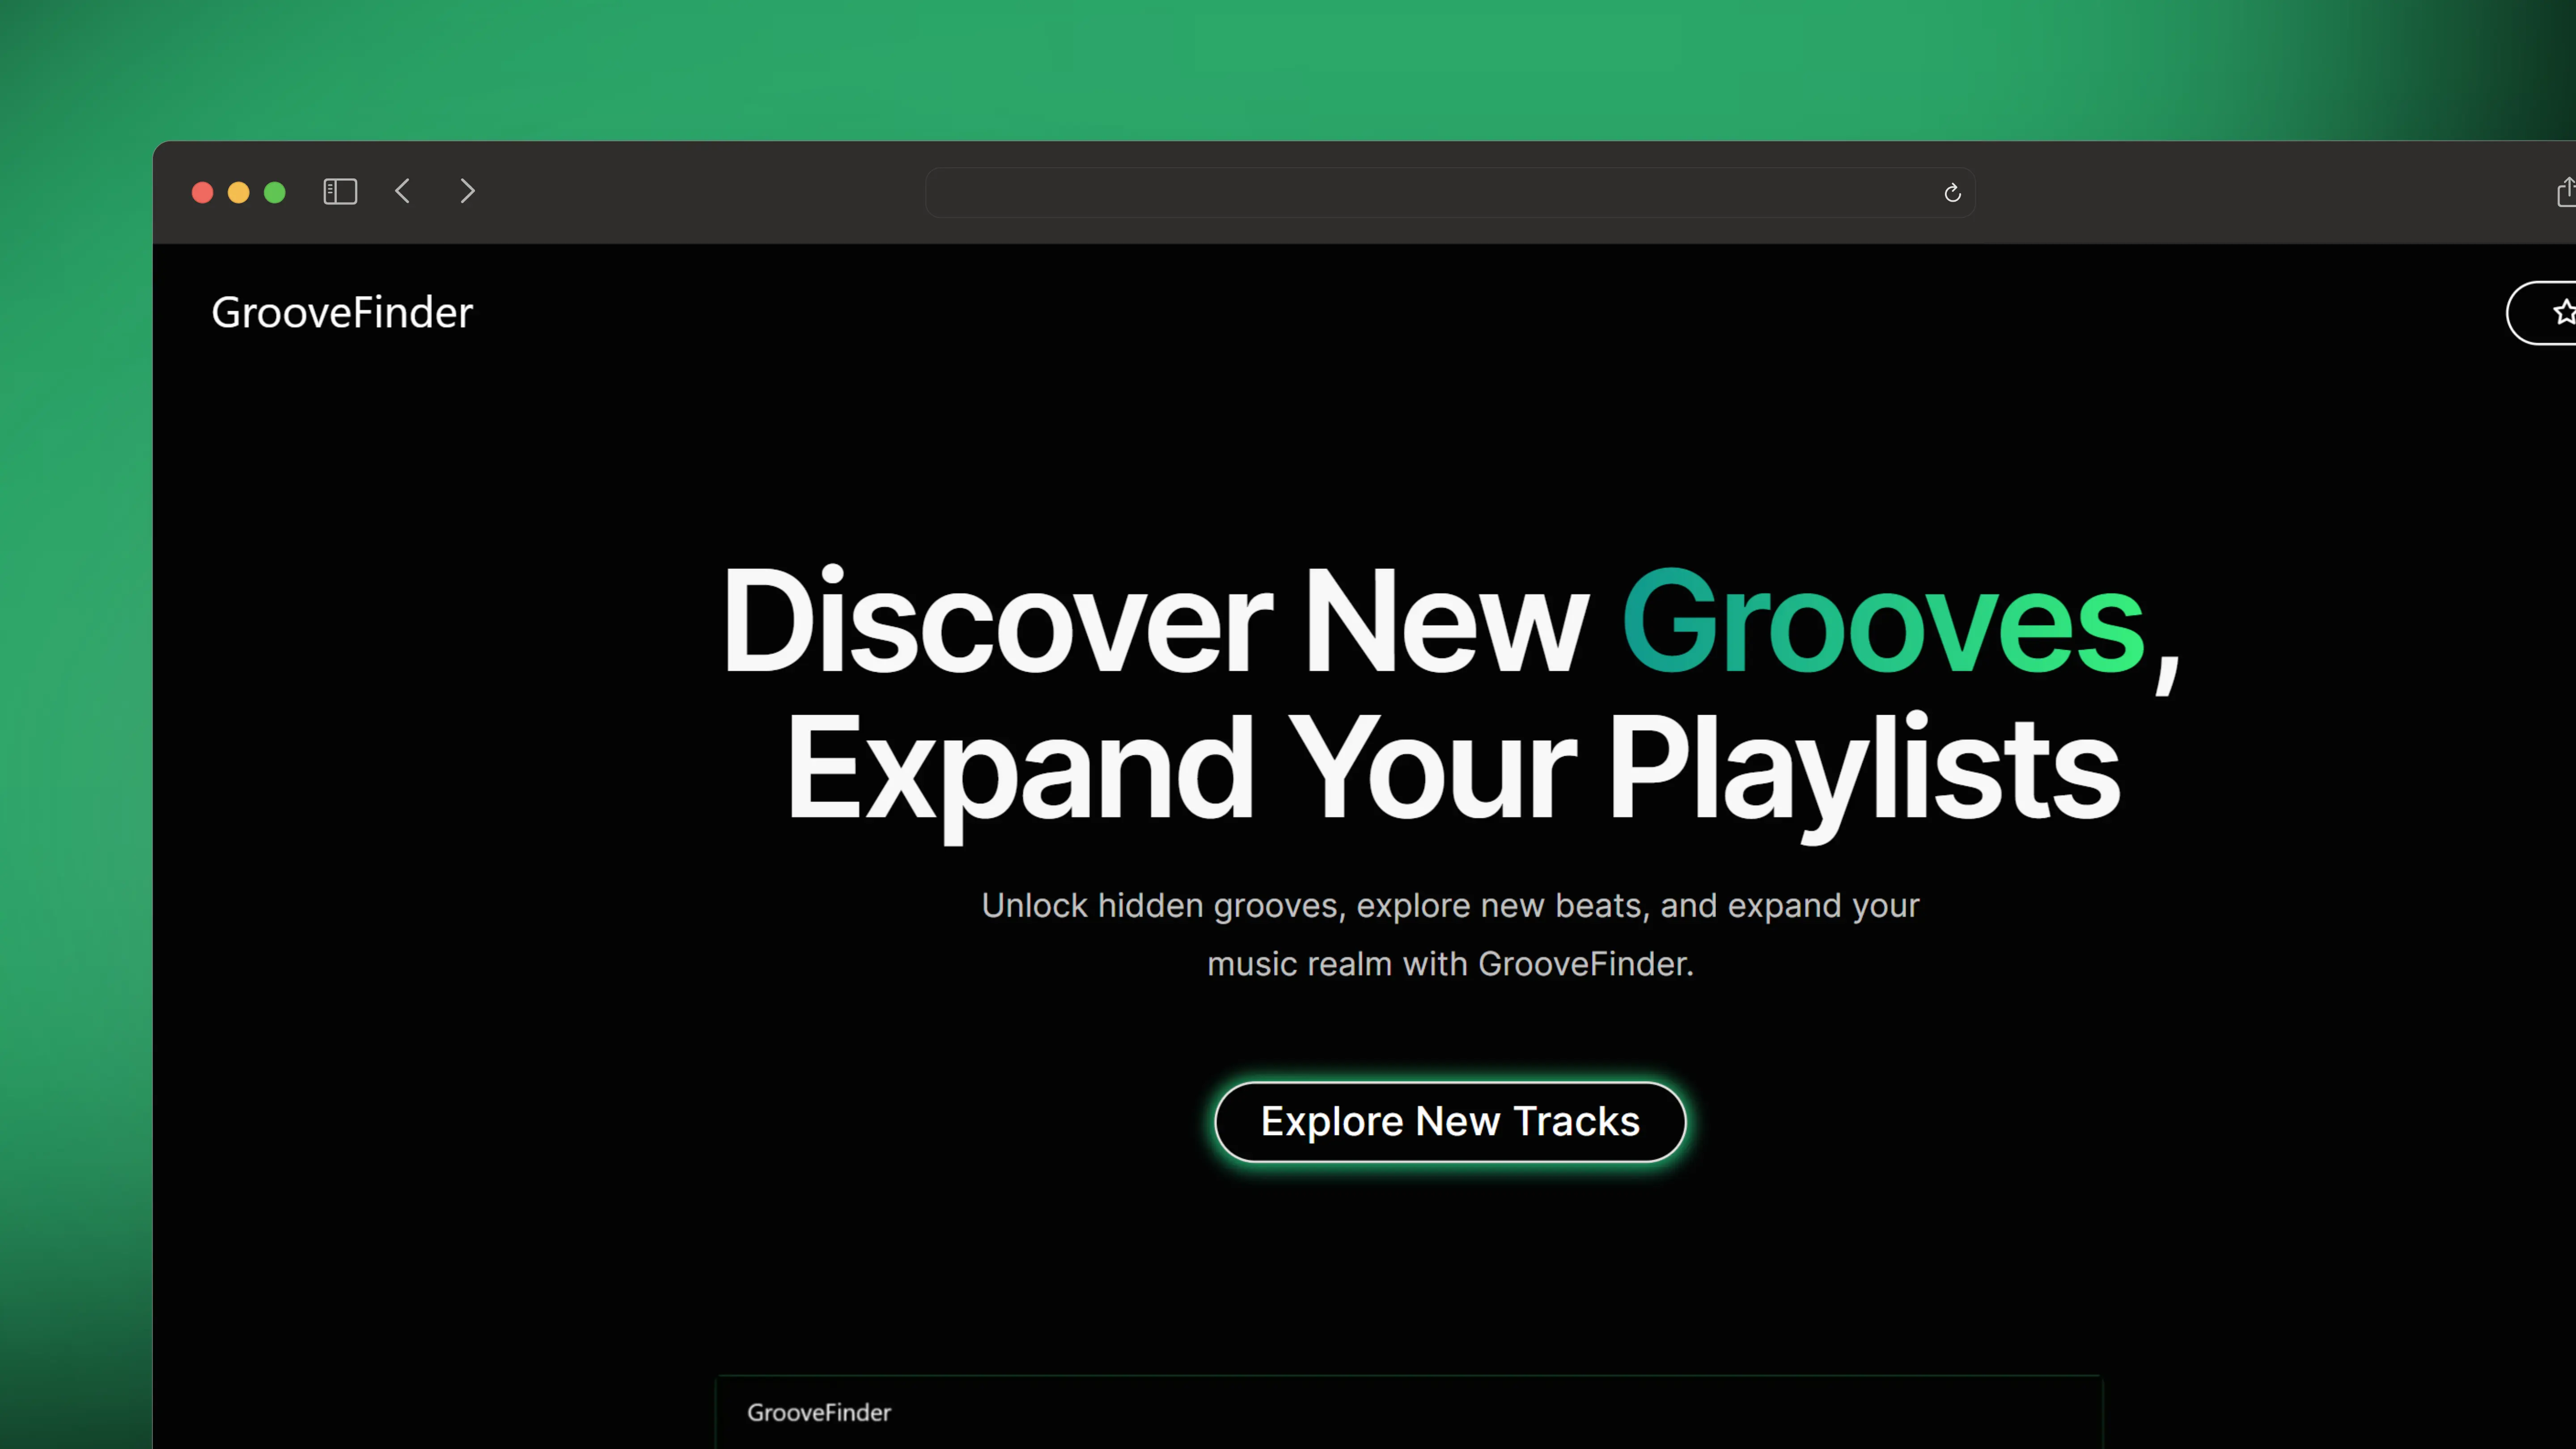 GrooveFinder
Discover New Grooves,
Expand Your Playlists
Unlock hidden grooves, explore new beats, and expand your
music realm with GrooveFinder.
Explore New Tracks
GrooveFinder